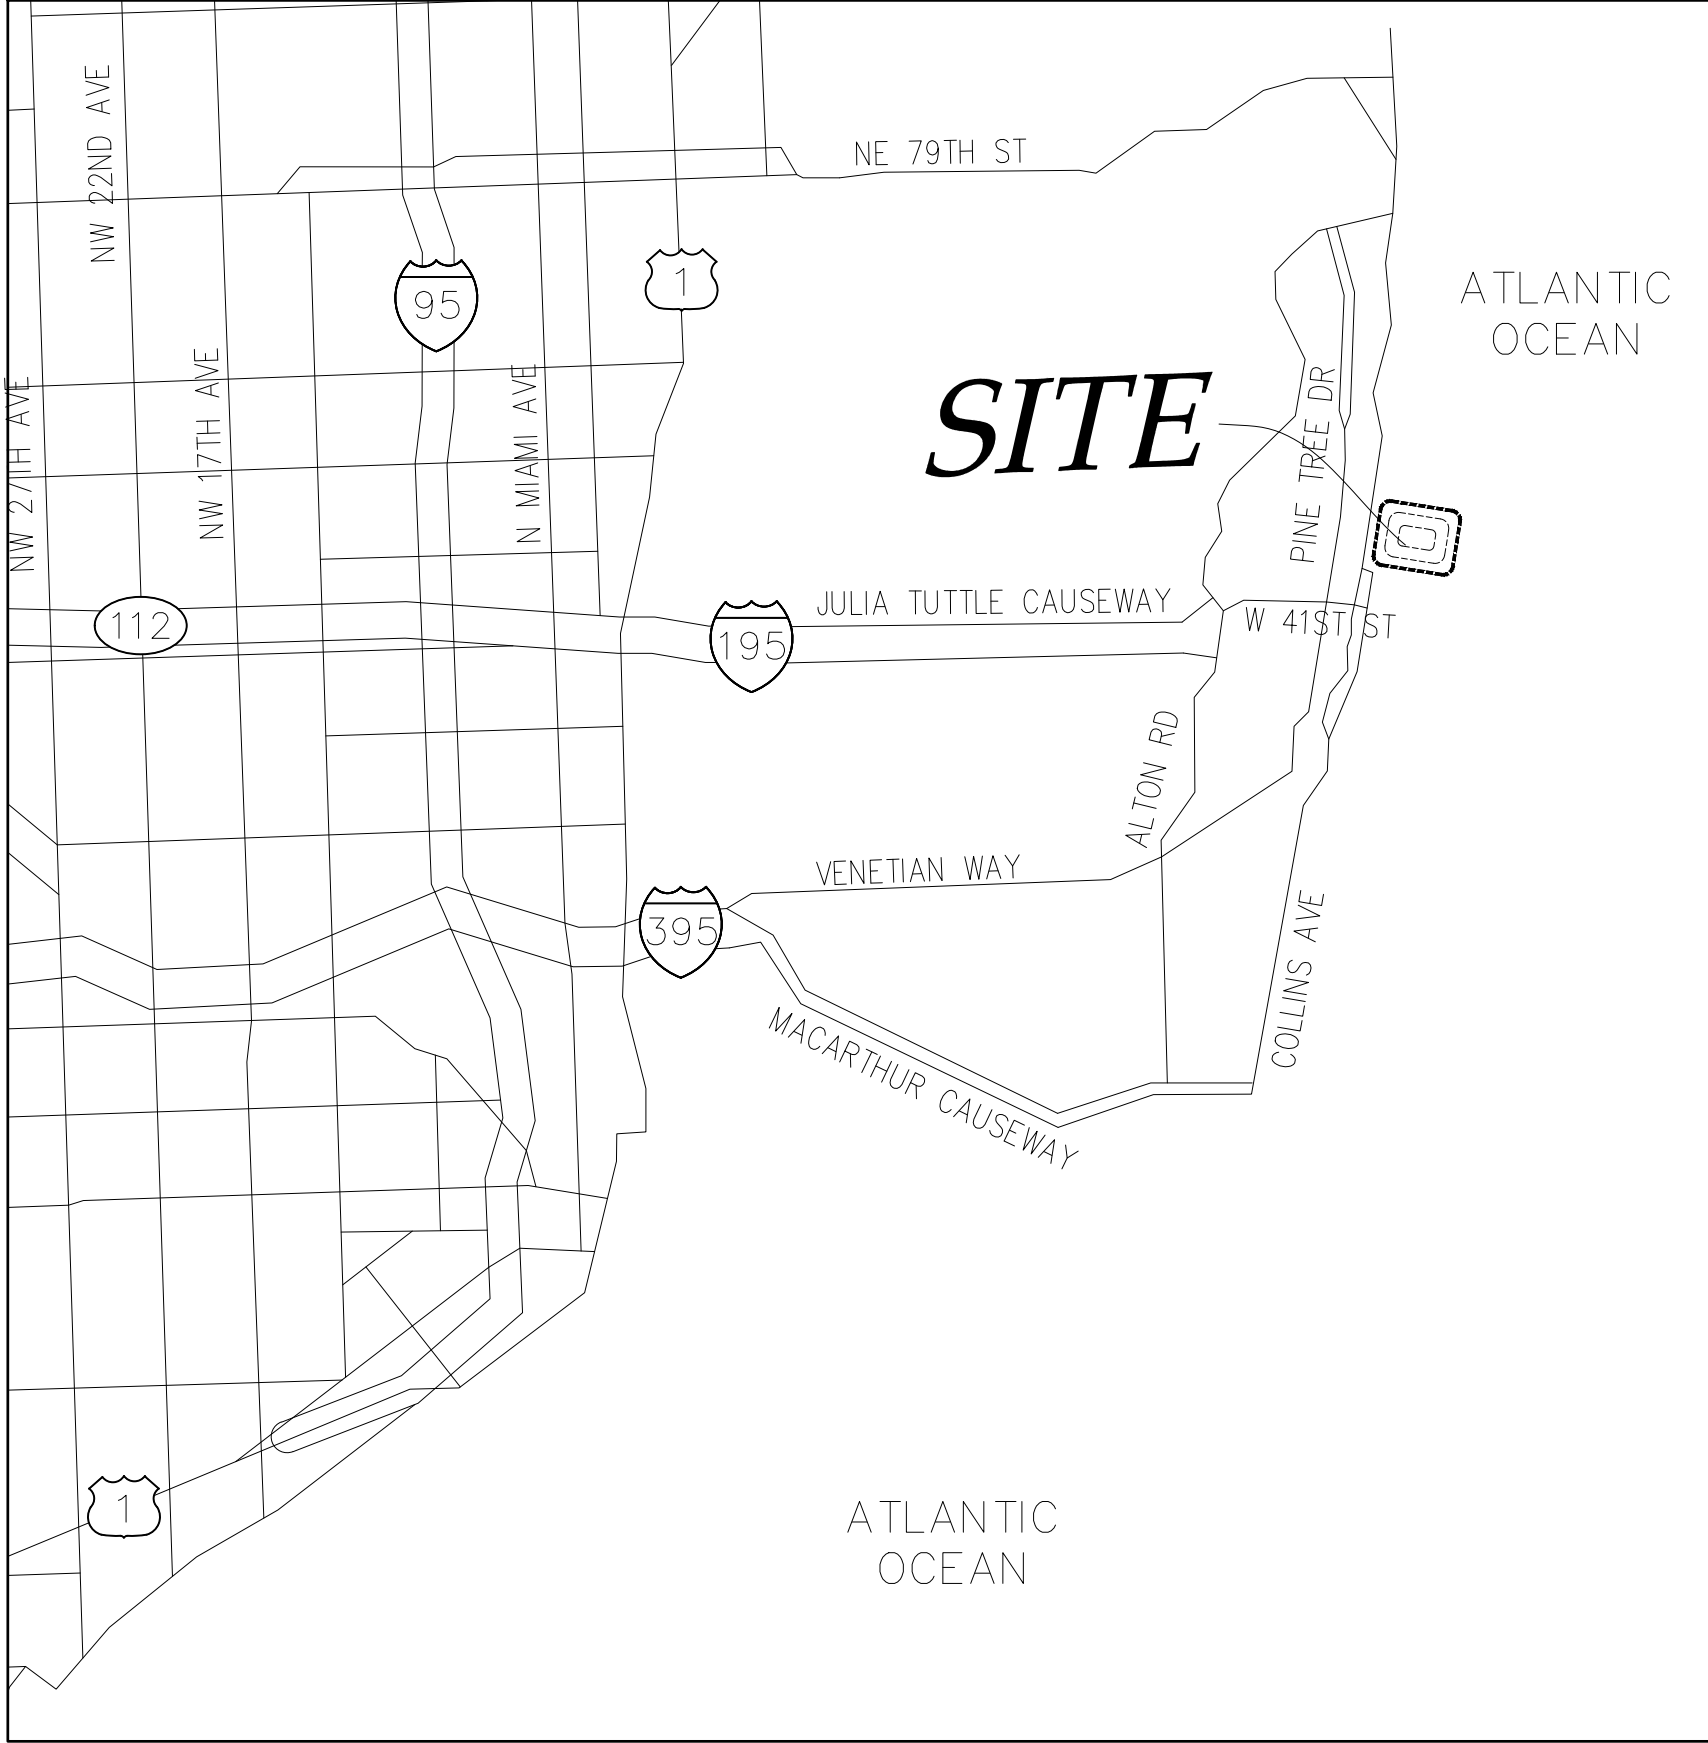 NW 22ND AVE
NE 79TH ST
95
1
ATLANTIC
OCEAN
NW 27TH AVE
NW 17TH AVE
N MIAMI AVE
SITE
PINE TREE DR
112
195
JULIA TUTTLE CAUSEWAY
W 41ST ST
ALTON RD
VENETIAN WAY
395
COLLINS AVE
MACARTHUR CAUSEWAY
1
ATLANTIC
OCEAN